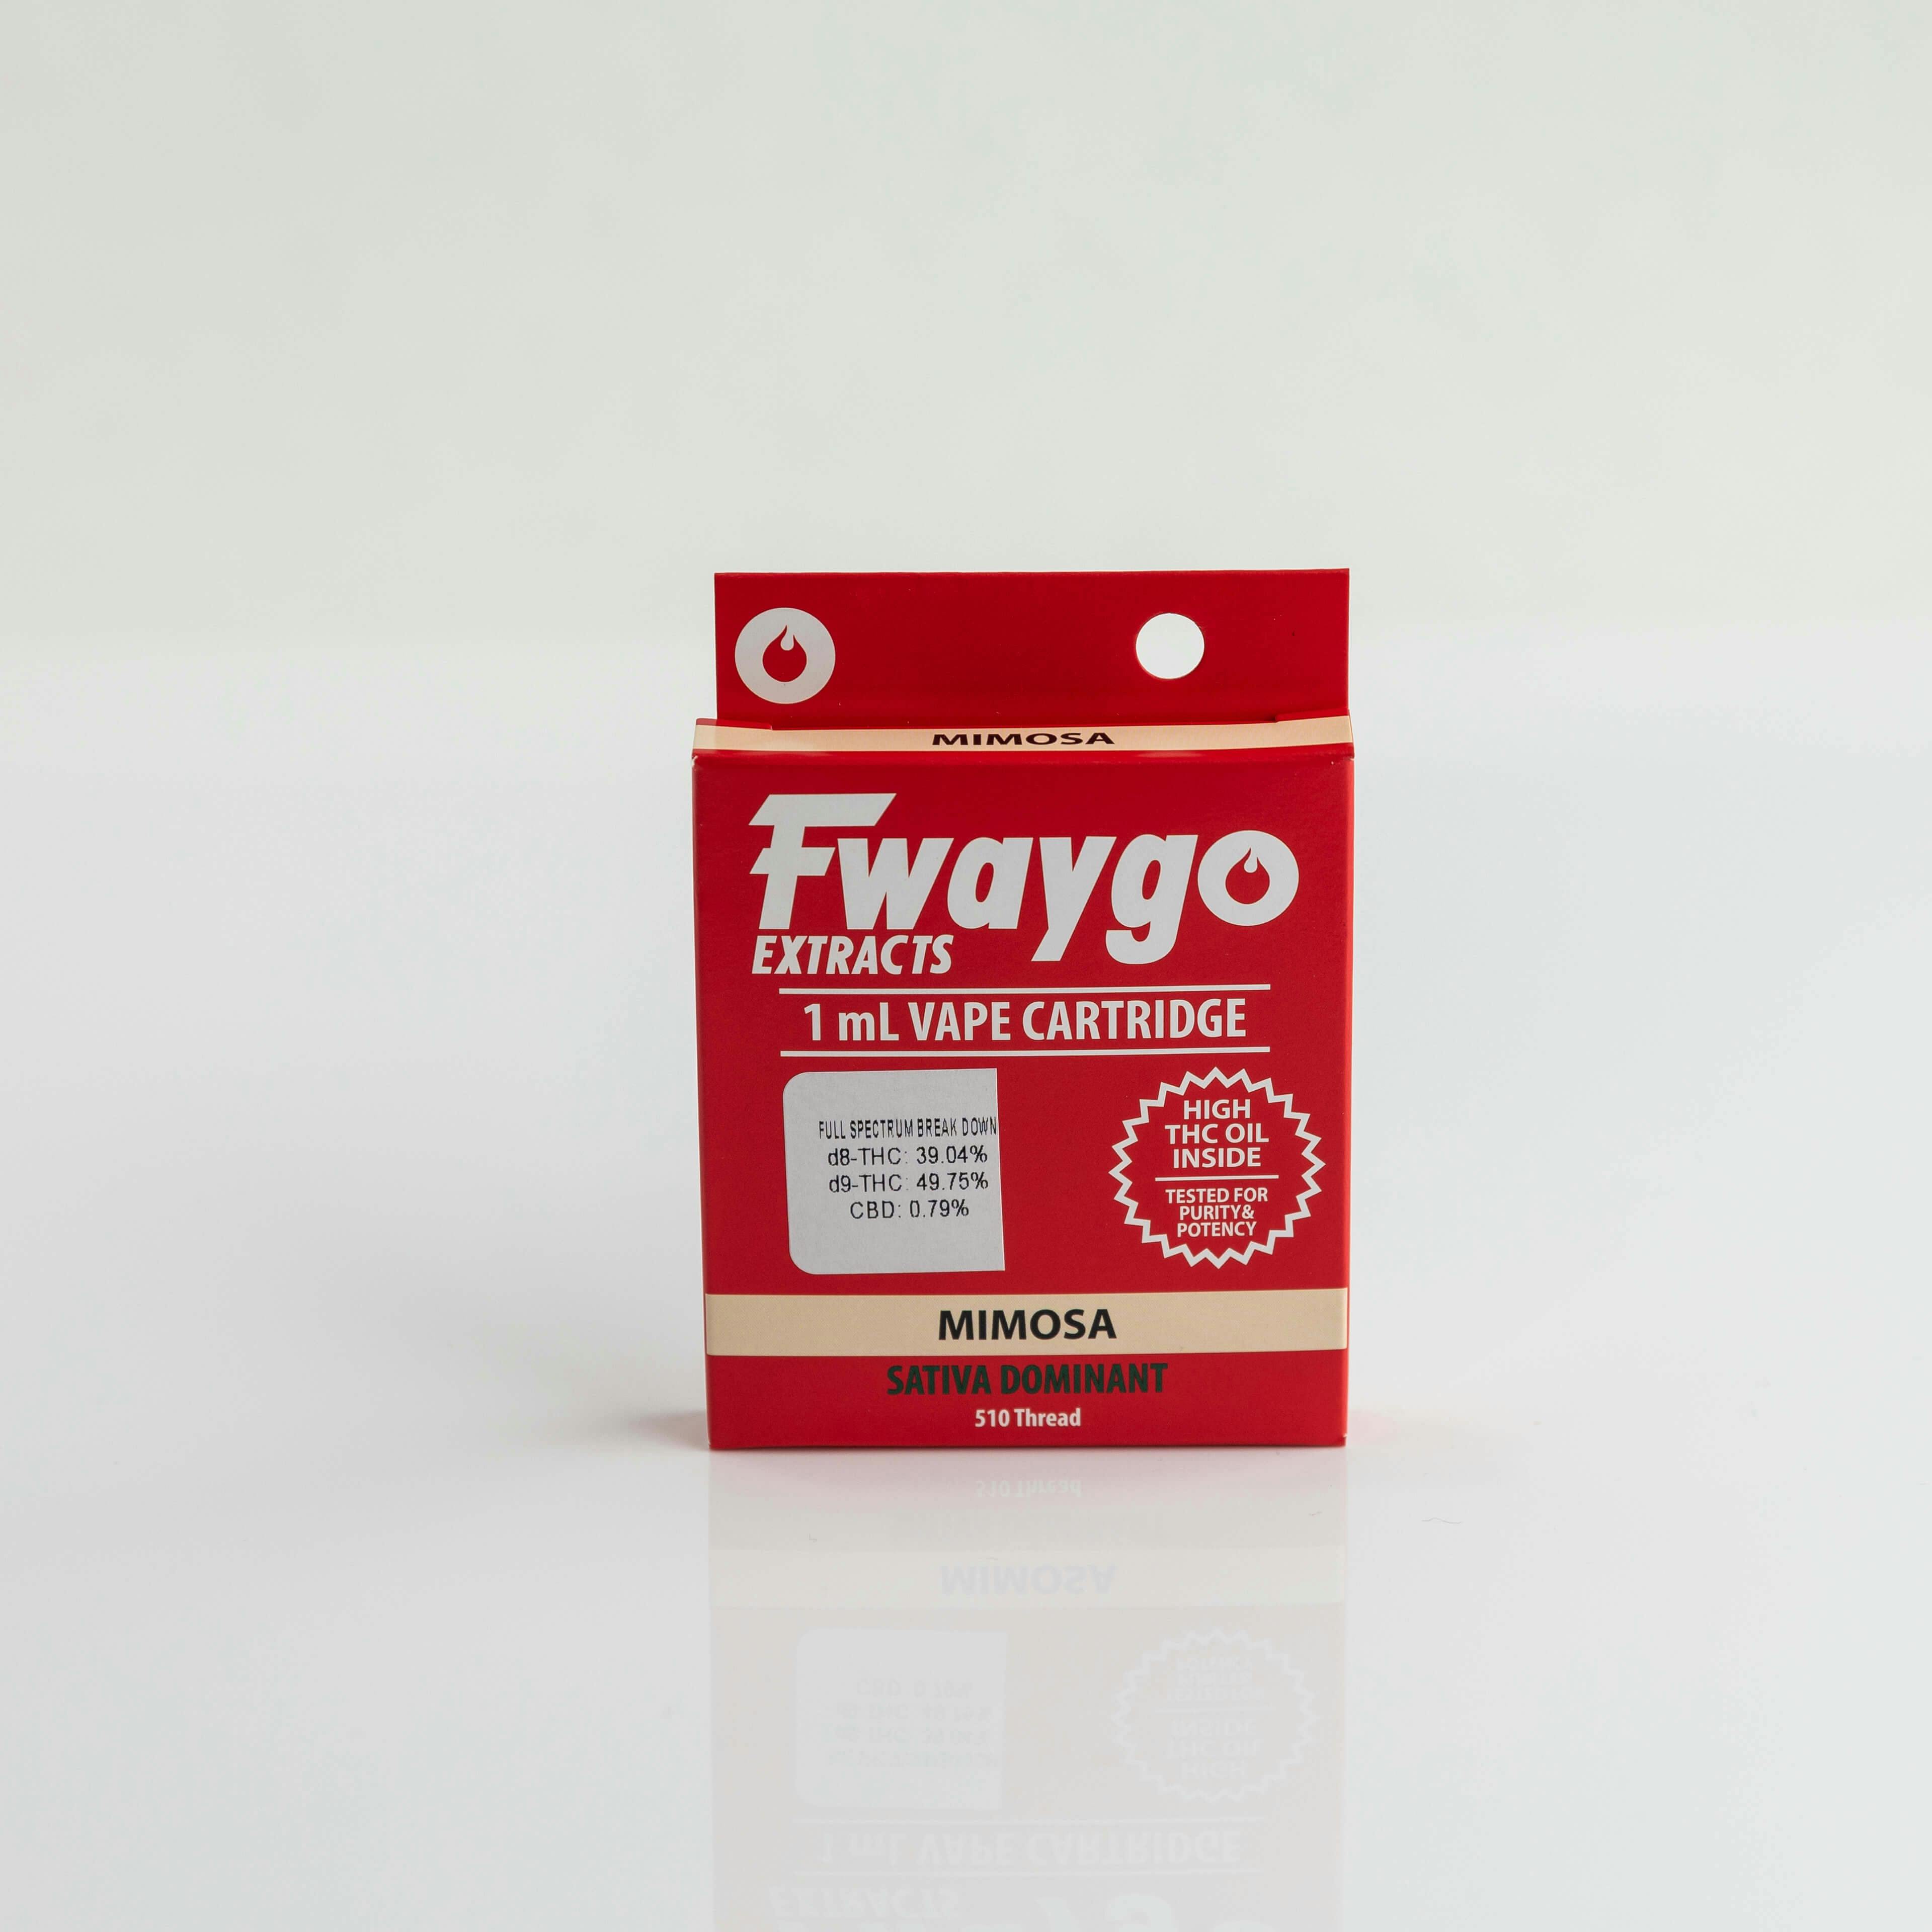 MIMOSA
Fwaygo
EXTRACTS
1 mL VAPE CARTRIDGE
FULL SPECTRUM BREAK DOWN
d8-THC: 39.04%
d9-THC: 49.75%
CBD: 0.79%
HIGH
THC OIL
INSIDE
TESTED FOR
PURITY&
POTENCY
MIMOSA
SATIVA DOMINANT
510 Thread